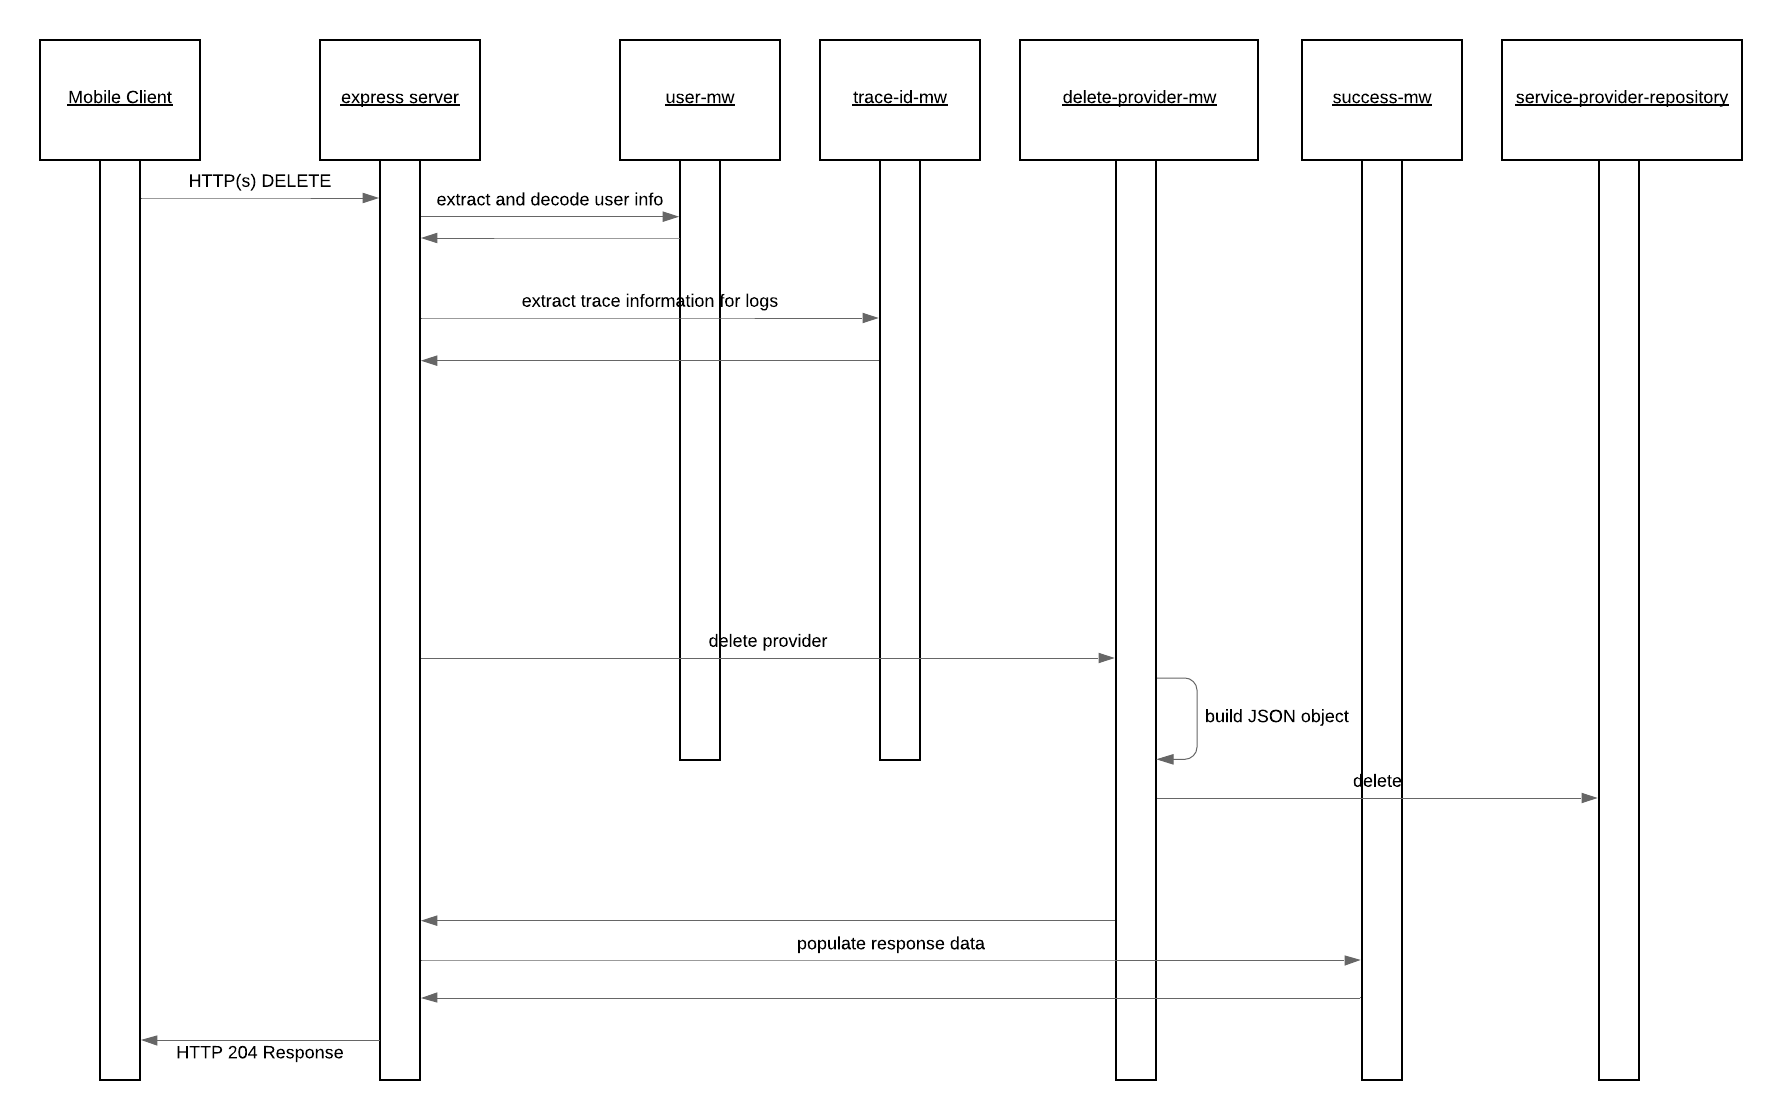 Mobile Client
express server
user-mw
trace-id-mw
delete-provider-mw
success-mw
service-provider-repository
HTTP(s) DELETE
extract and decode user info
extract trace information for logs
delete provider
build JSON object
delete
populate response data
HTTP 204 Response